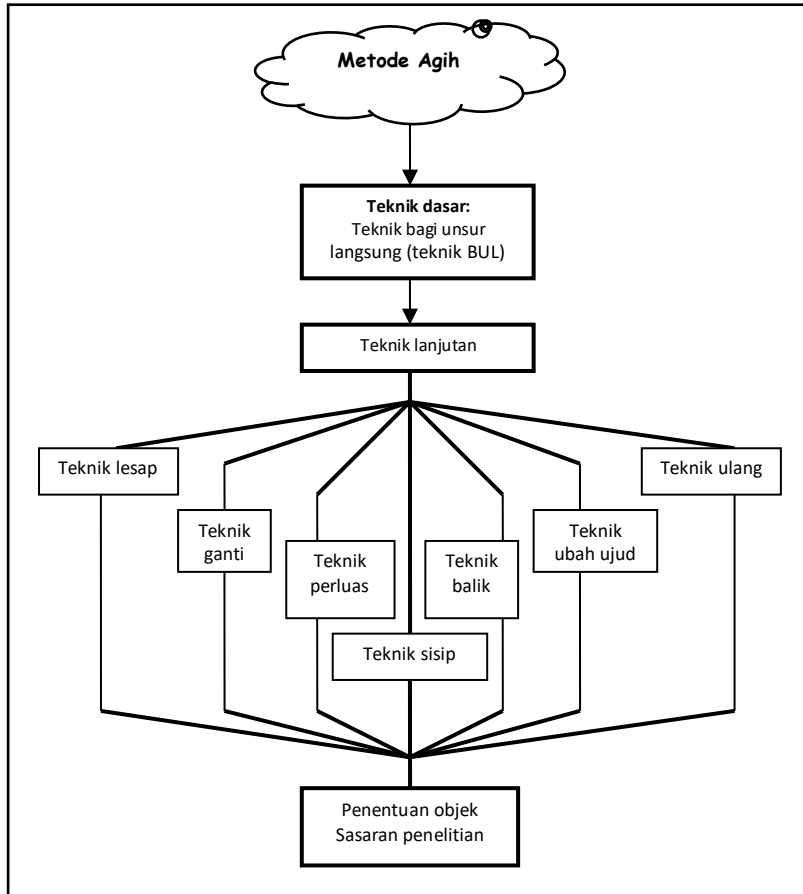 Metode Agih
Teknik dasar:
Teknik bagi unsur
langsung (teknik BUL)
Teknik lanjutan
Teknik lesap
Teknik ulang
Teknik
ganti
Teknik
ubah ujud
Teknik
perluas
Teknik
balik
Teknik sisip
Penentuan objek
Sasaran penelitian